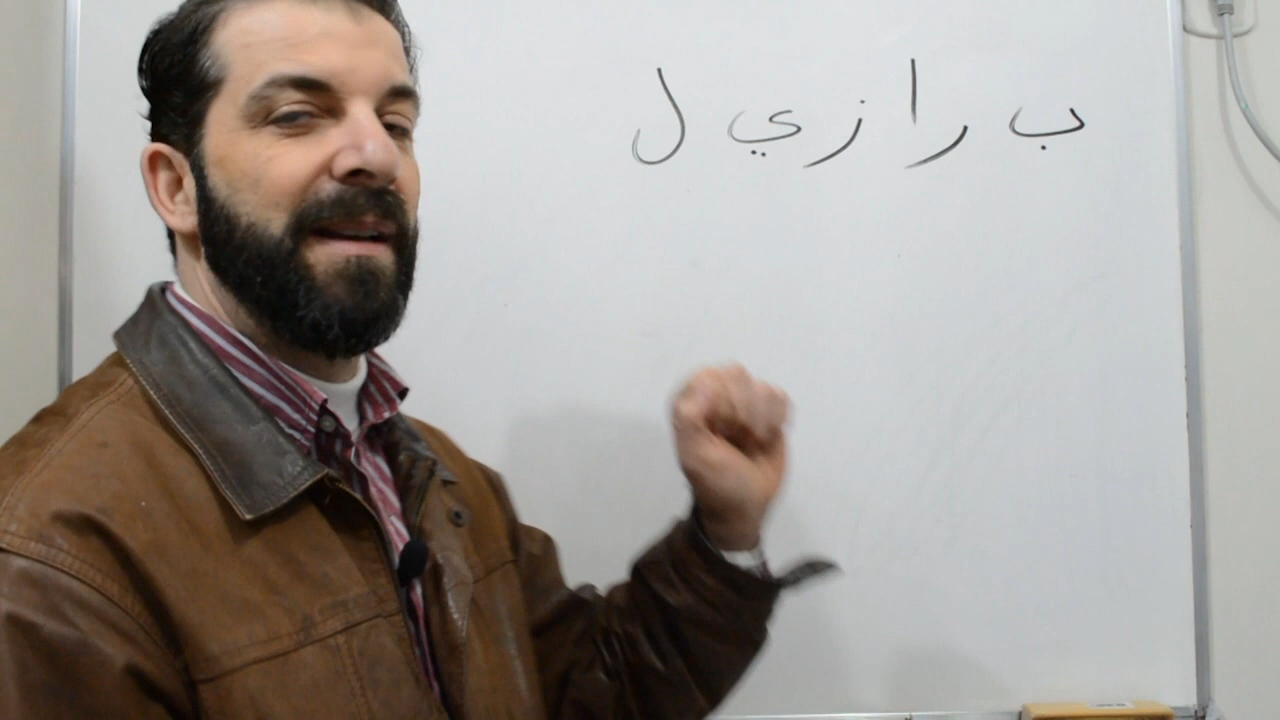 ب ر ا ز ي ل